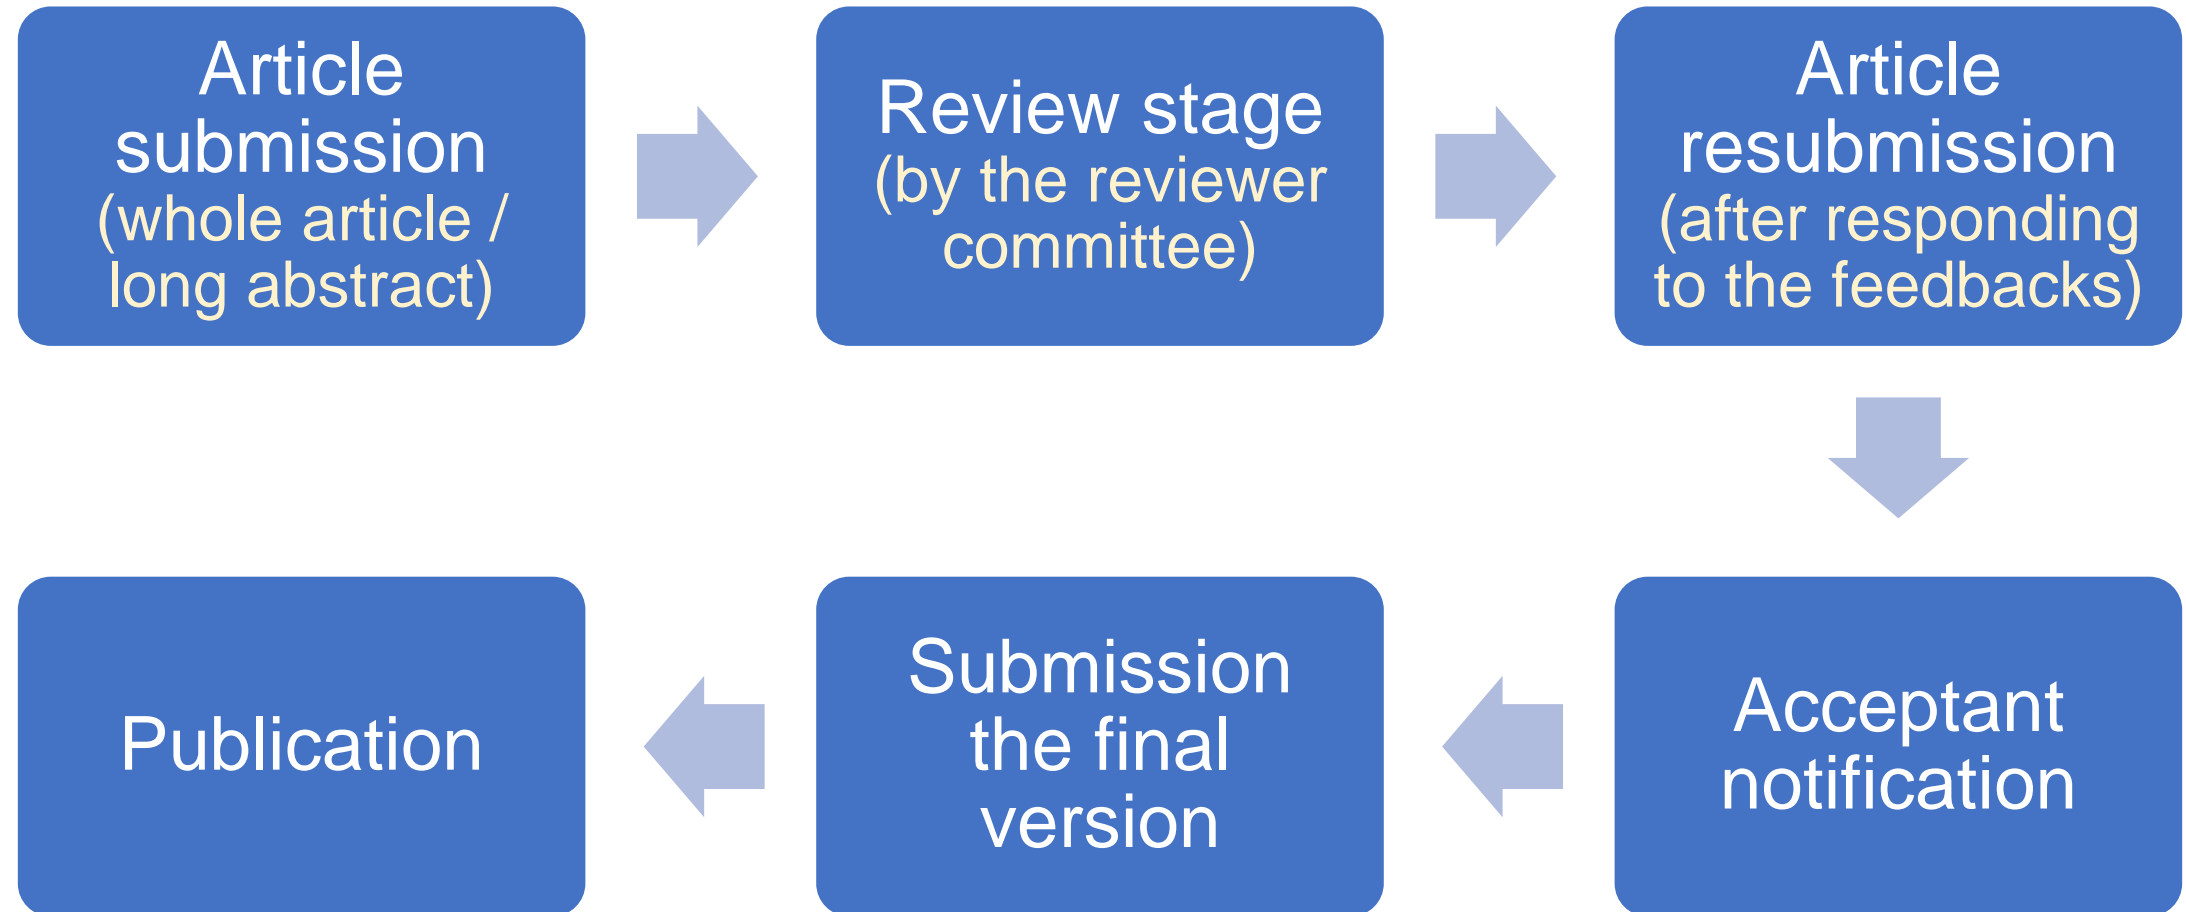 Article
submission
(whole article /
long abstract)
Review stage
(by the reviewer
committee)
Article
resubmission
(after responding
to the feedbacks)
Acceptant
notification
Submission
the final
version
Publication